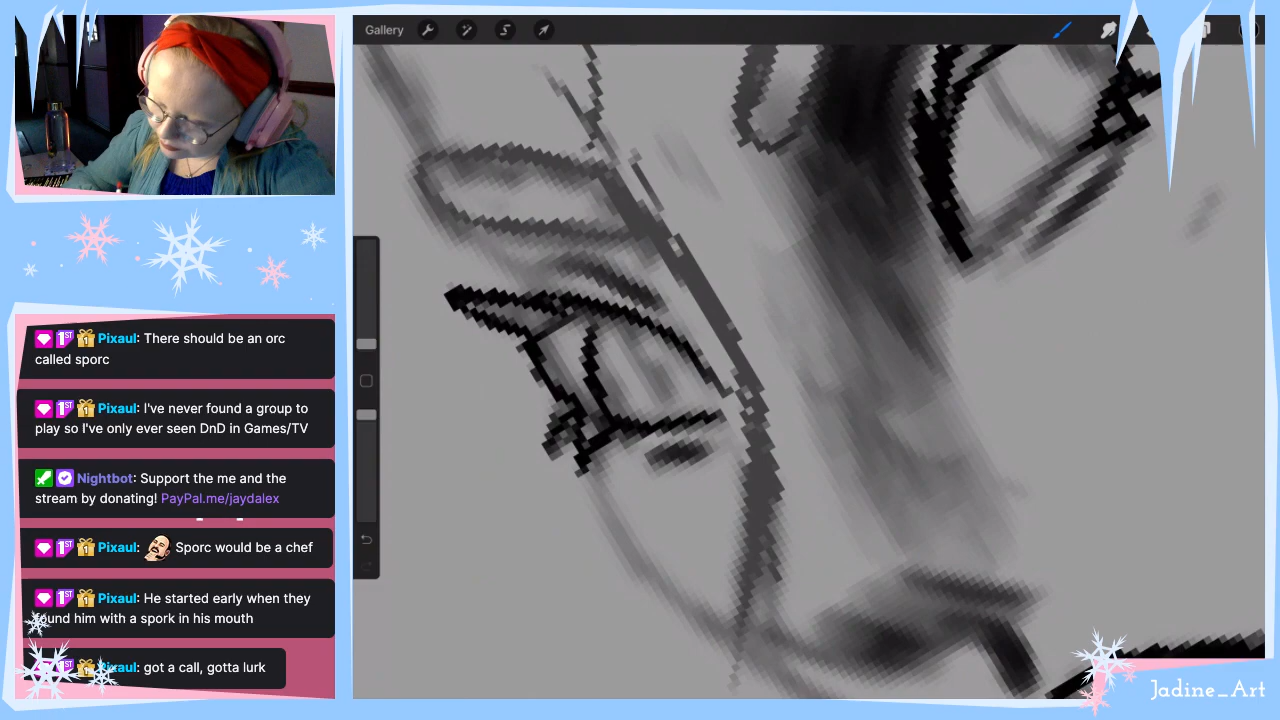 Gallery
Pixaul: There should be an orc
called sporc
Pixaul: I've never found a group to
play so I've only ever seen DnD in Games/TV
Nightbot: Support the me and the
stream by donating! PayPal.me/jaydalex
Pixaul: Sporc would be a chef
Pixaul: He started early when they
found him with a spork in his mouth
Pixaul: got a call, gotta lurk
Jadine_Art